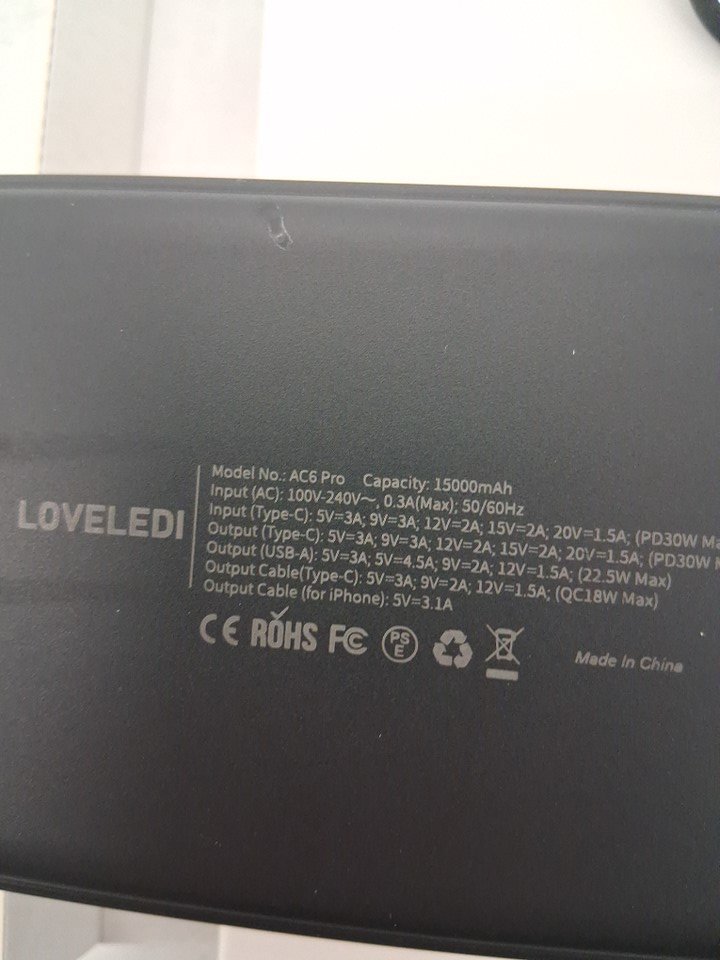 LOVELEDI
Model No.: AC6 Pro Capacity: 15000mAh
Input (AC): 100V-240V~, 0.3A(Max); 50/60Hz
Input (Type-C): 5V=3A; 9V=3A; 12V=2A; 15V=2A; 20V=1.5A; (PD30W
Output (Type-C): 5V=3A; 9V=3A; 12V=2A; 15V=2A; 20V=1.5A; (PD30W
Output (USB-A): 5V=3A; 5V=4.5A; 9V=2A; 12V=1.5A; (22.5W Max)
Output Cable(Type-C): 5V=3A; 9V=2A; 12V=1.5A; (QC18W Max)
Output Cable (for iPhone): 5V=3.1A
CE RoHS FC PSE
Made In China